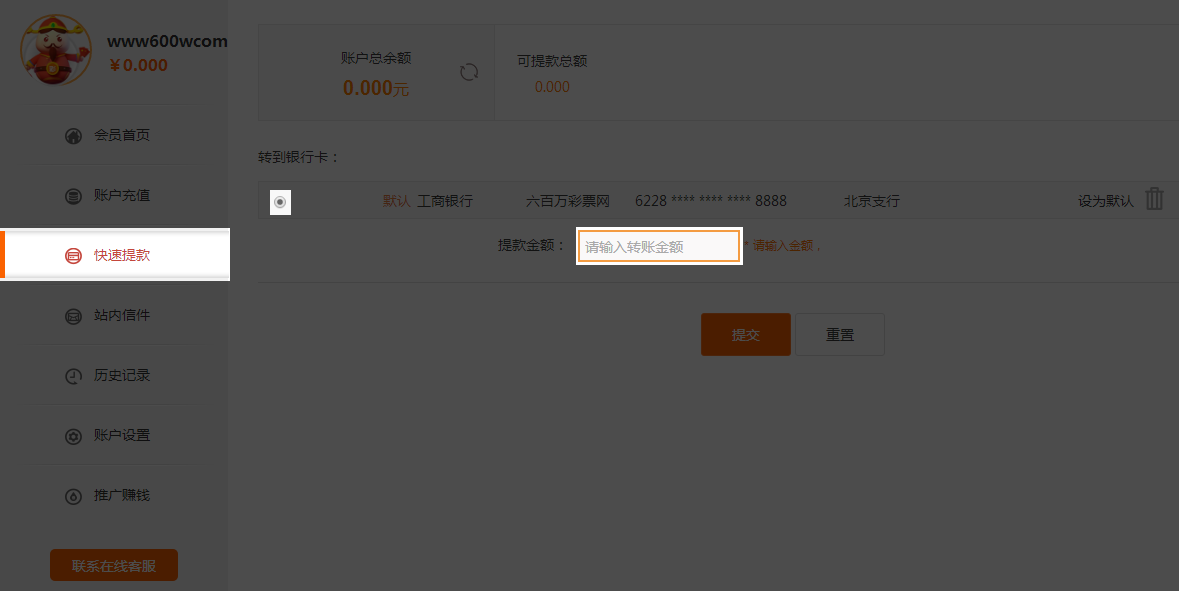 www600wcom
￥0.000
会员首页
账户充值
快速提款
站内信件
历史记录
账户设置
推广赚钱
联系在线客服
账户总余额
0.000元
可提款总额
0.000
转到银行卡：
默认 工商银行 六百万彩票网 6228 **** **** **** 8888 北京支行 设为默认
提款金额： 请输入转账金额 * 请输入金额 .
提交 重置